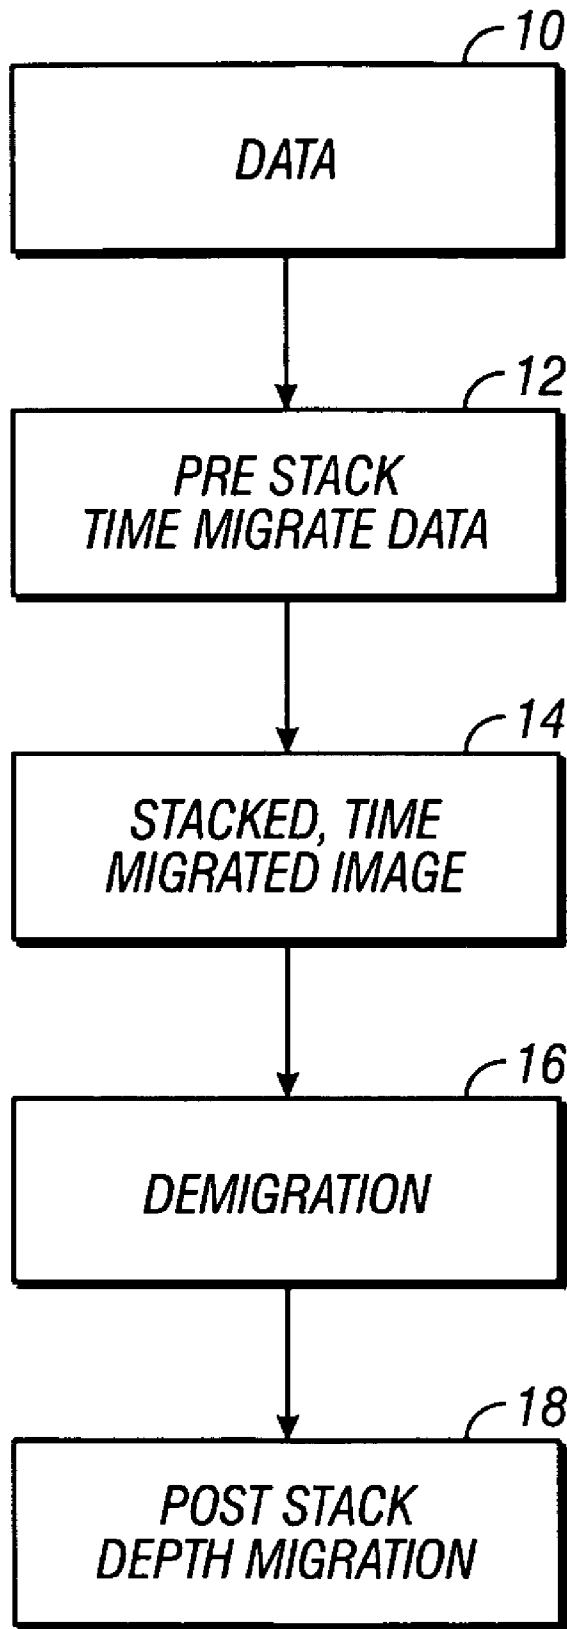 10
DATA
12
PRE STACK
TIME MIGRATE DATA
14
STACKED, TIME
MIGRATED IMAGE
16
DEMIGRATION
18
POST STACK
DEPTH MIGRATION